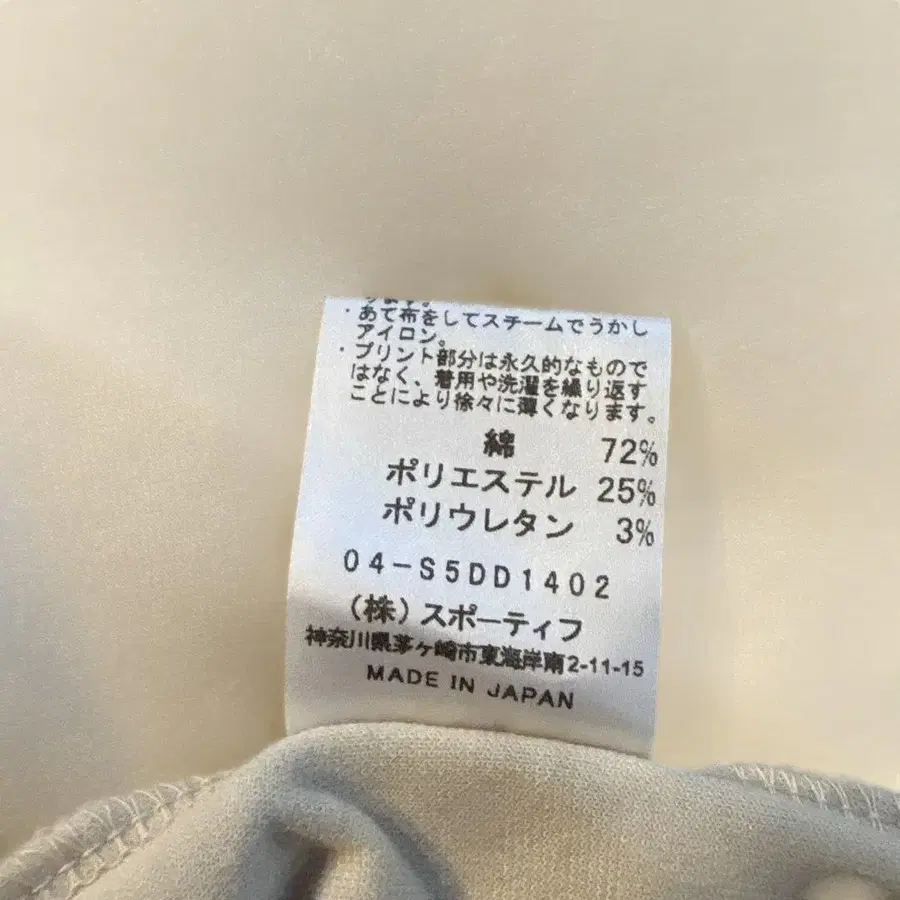 ・あて布をしてスチームでうかし
アイロン。
・プリント部分は永久的なもので
はなく、着用や洗濯を繰り返す
ことにより徐々に薄くなります。
綿 72%
ポリエステル 25%
ポリウレタン 3%
04-S5DD1402
(株)スポーティフ
神奈川県茅ヶ崎市東海岸南2-11-15
MADE IN JAPAN